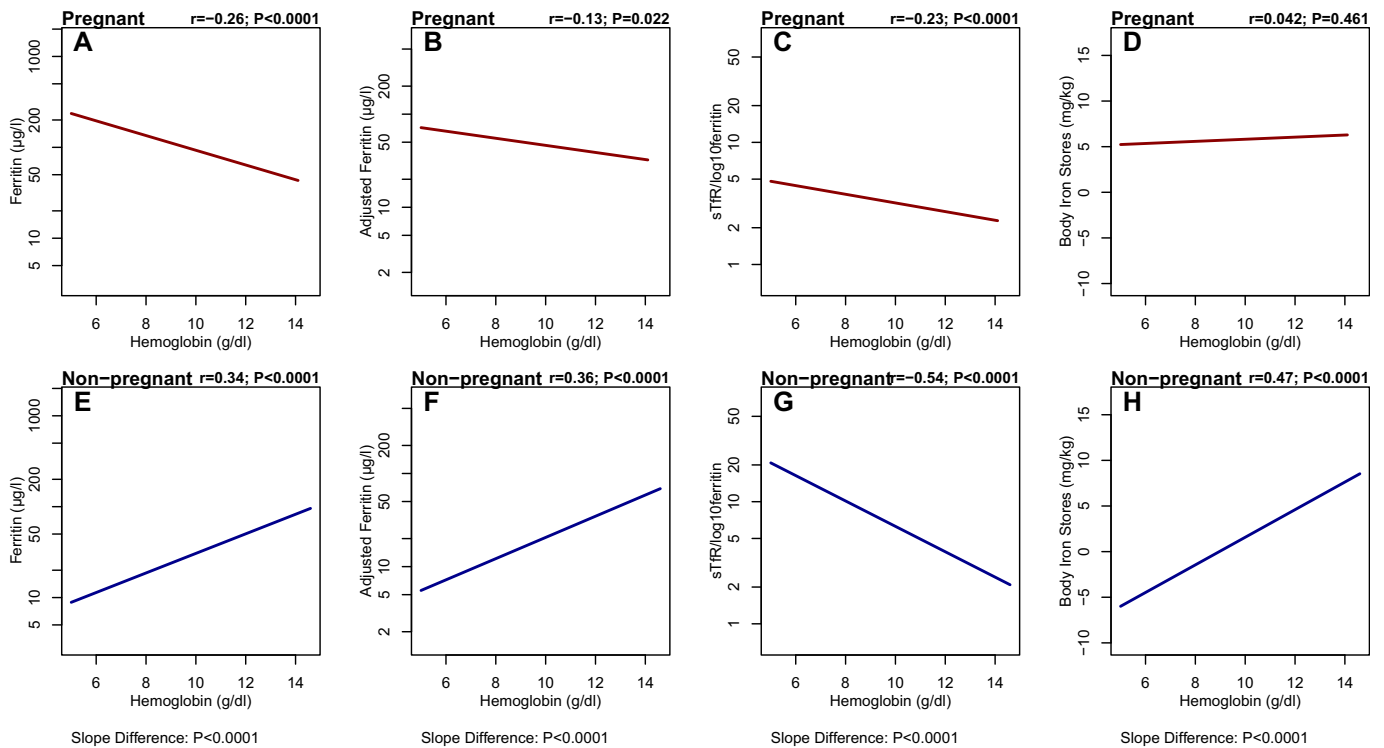 Pregnant r=−0.26; P<0.0001
A
Ferritin (µg/l)
1000
200
50
10
5
6 8 10 12 14
Hemoglobin (g/dl)
Pregnant r=−0.13; P=0.022
B
Adjusted Ferritin (µg/l)
200
50
10
5
2
6 8 10 12 14
Hemoglobin (g/dl)
Pregnant r=−0.23; P<0.0001
C
sTfR/log10ferritin
50
20
10
5
2
1
6 8 10 12 14
Hemoglobin (g/dl)
Pregnant r=0.042; P=0.461
D
Body Iron Stores (mg/kg)
15
10
5
0
−5
−10
6 8 10 12 14
Hemoglobin (g/dl)
Non−pregnant r=0.34; P<0.0001
E
Ferritin (µg/l)
1000
200
50
10
5
6 8 10 12 14
Hemoglobin (g/dl)
Slope Difference: P<0.0001
Non−pregnant r=0.36; P<0.0001
F
Adjusted Ferritin (µg/l)
200
50
10
5
2
6 8 10 12 14
Hemoglobin (g/dl)
Slope Difference: P<0.0001
Non−pregnant r=−0.54; P<0.0001
G
sTfR/log10ferritin
50
20
10
5
2
1
6 8 10 12 14
Hemoglobin (g/dl)
Slope Difference: P<0.0001
Non−pregnant r=0.47; P<0.0001
H
Body Iron Stores (mg/kg)
15
10
5
0
−5
−10
6 8 10 12 14
Hemoglobin (g/dl)
Slope Difference: P<0.0001